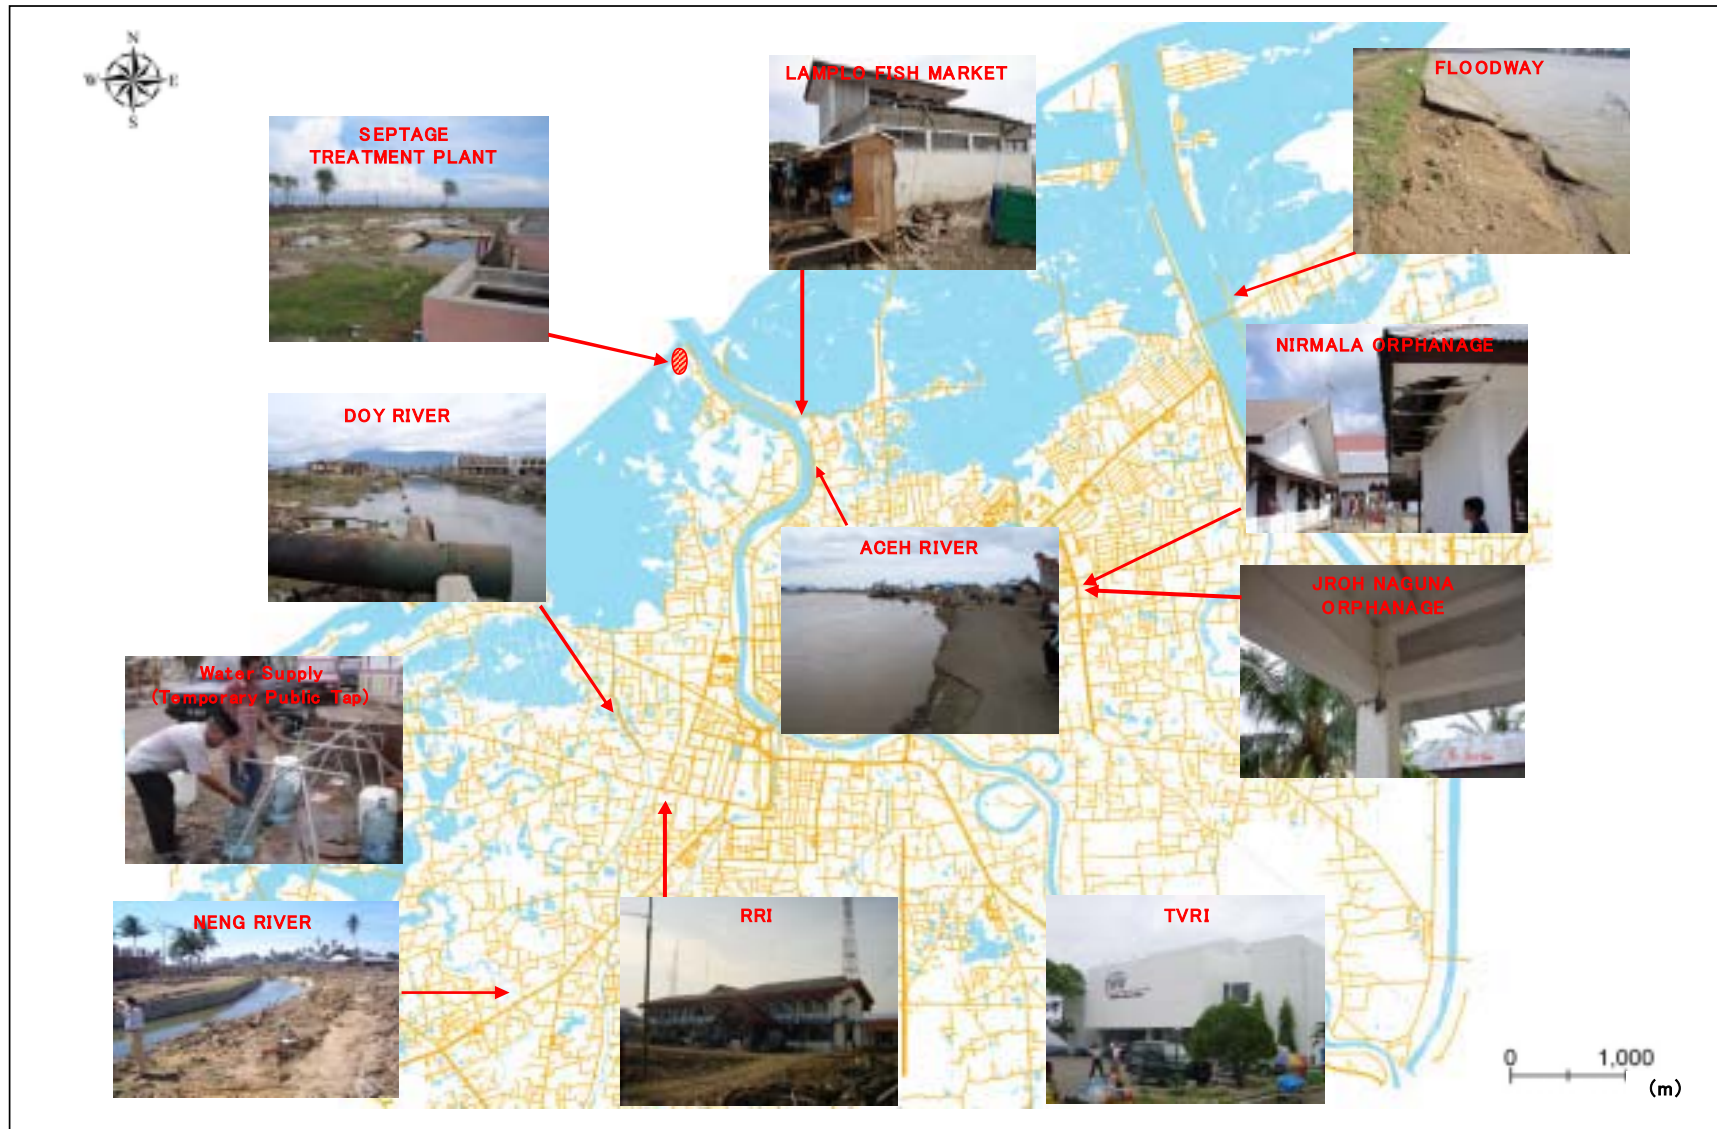 N
W E
S
LAMPLO FISH MARKET
FLOODWAY
SEPTAGE
TREATMENT PLANT
NIRMALA ORPHANAGE
DOY RIVER
ACEH RIVER
JROH NAGUNA
ORPHANAGE
Water Supply
(Temporary Public Tap)
NENG RIVER
RRI
TVRI
0 1,000
(m)